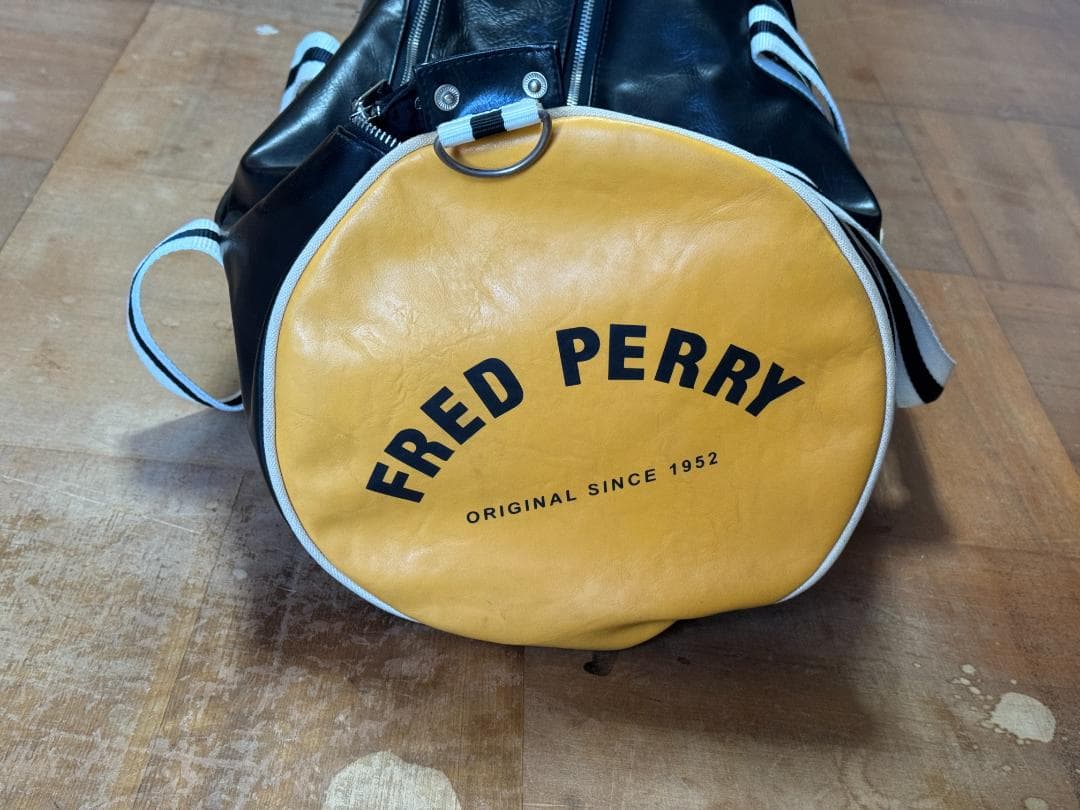 FRED PERRY
ORIGINAL SINCE 1952